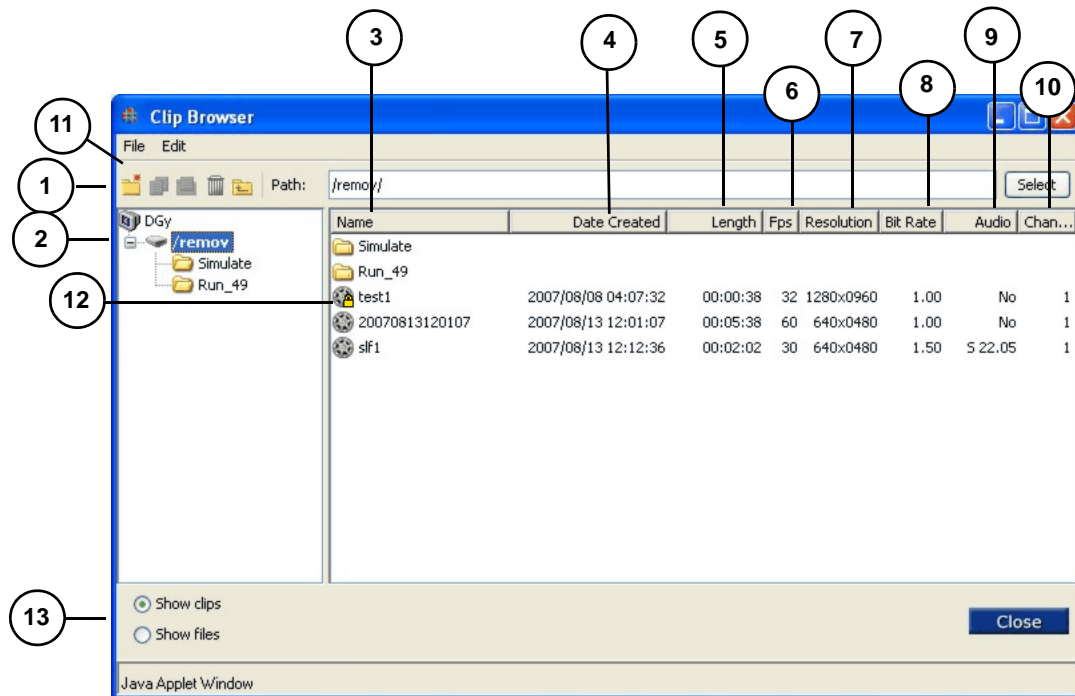 3
4
5
7
9
6
8
10
11
Clip Browser
File Edit
1
Path: /remov/ Select
2
DGy
/remov
Simulate
Run_49
Name Date Created Length Fps Resolution Bit Rate Audio Chan...
Simulate
Run_49
12
test1 2007/08/08 04:07:32 00:00:38 32 1280x0960 1.00 No 1
20070813120107 2007/08/13 12:01:07 00:05:38 60 640x0480 1.00 No 1
slf1 2007/08/13 12:12:36 00:02:02 30 640x0480 1.50 S 22.05 1
13
Show clips
Show files
Close
Java Applet Window